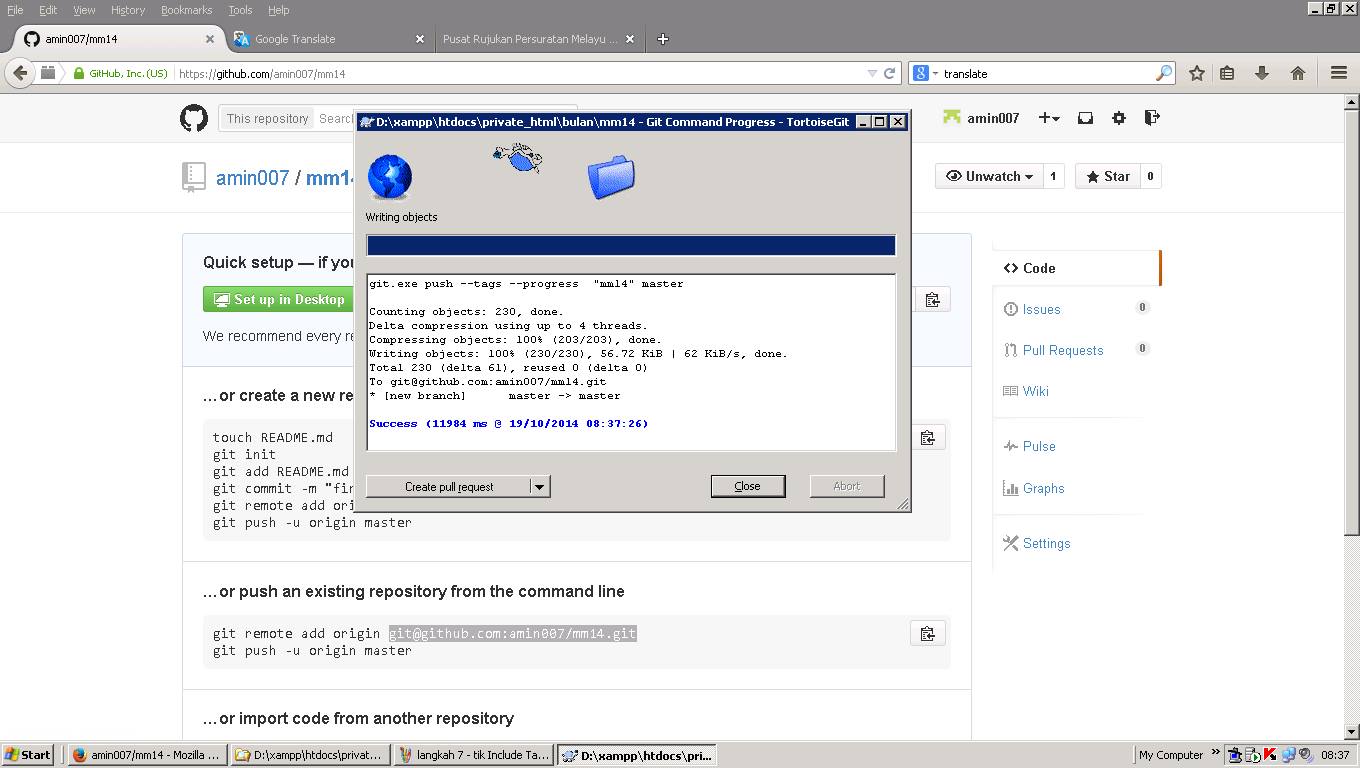 File Edit View History Bookmarks Tools Help
amin007/mm14
Google Translate
Pusat Rujukan Persuratan Melayu ...
GitHub, Inc. (US)
https://github.com/amin007/mm14
translate
This repository
Searc
amin007
amin007 / mm14
Unwatch 1
Star 0
D:\xampp\htdocs\private_html\bulan\mm14 - Git Command Progress - TortoiseGit
Writing objects
git.exe push --tags --progress "mm14" master
Counting objects: 230, done.
Delta compression using up to 4 threads.
Compressing objects: 100% (203/203), done.
Writing objects: 100% (230/230), 56.72 KiB | 62 KiB/s, done.
Total 230 (delta 61), reused 0 (delta 0)
To git@github.com:amin007/mm14.git
* [new branch] master -> master
Success (11984 ms @ 19/10/2014 08:37:26)
Create pull request
Close
Abort
Quick setup — if you
Set up in Desktop
We recommend every re
…or create a new re
touch README.md
git init
git add README.md
git commit -m "fir
git remote add ori
git push -u origin master
…or push an existing repository from the command line
git remote add origin git@github.com:amin007/mm14.git
git push -u origin master
…or import code from another repository
Code
Issues 0
Pull Requests 0
Wiki
Pulse
Graphs
Settings
Start
amin007/mm14 - Mozilla ...
D:\xampp\htdocs\privat...
langkah 7 - tik Include Ta...
D:\xampp\htdocs\pri...
My Computer
08:37